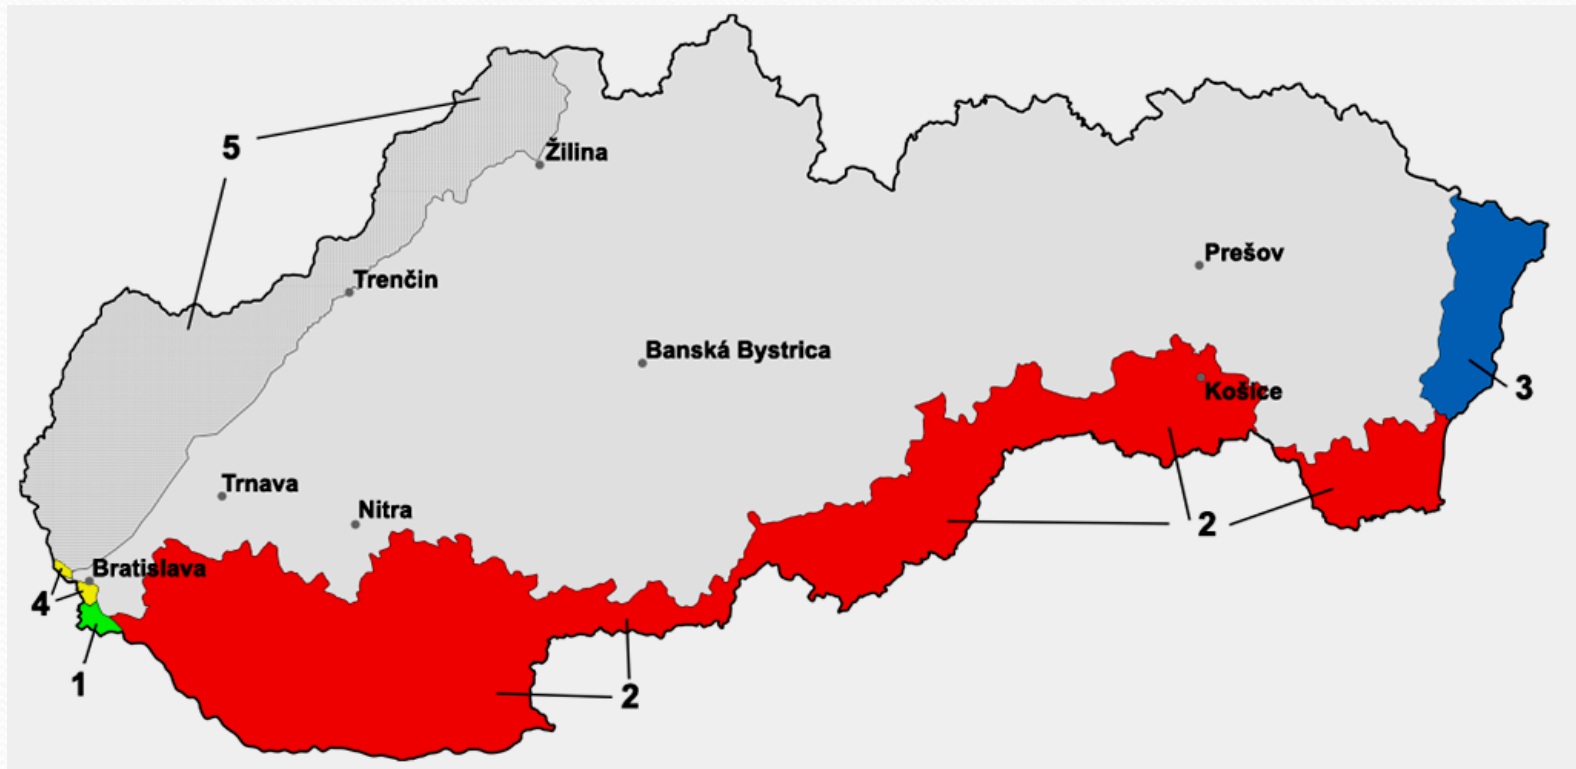 5
Žilina
Prešov
Trenčin
Banská Bystrica
3
Košice
Trnava
Nitra
2
Bratislava
4
1
2